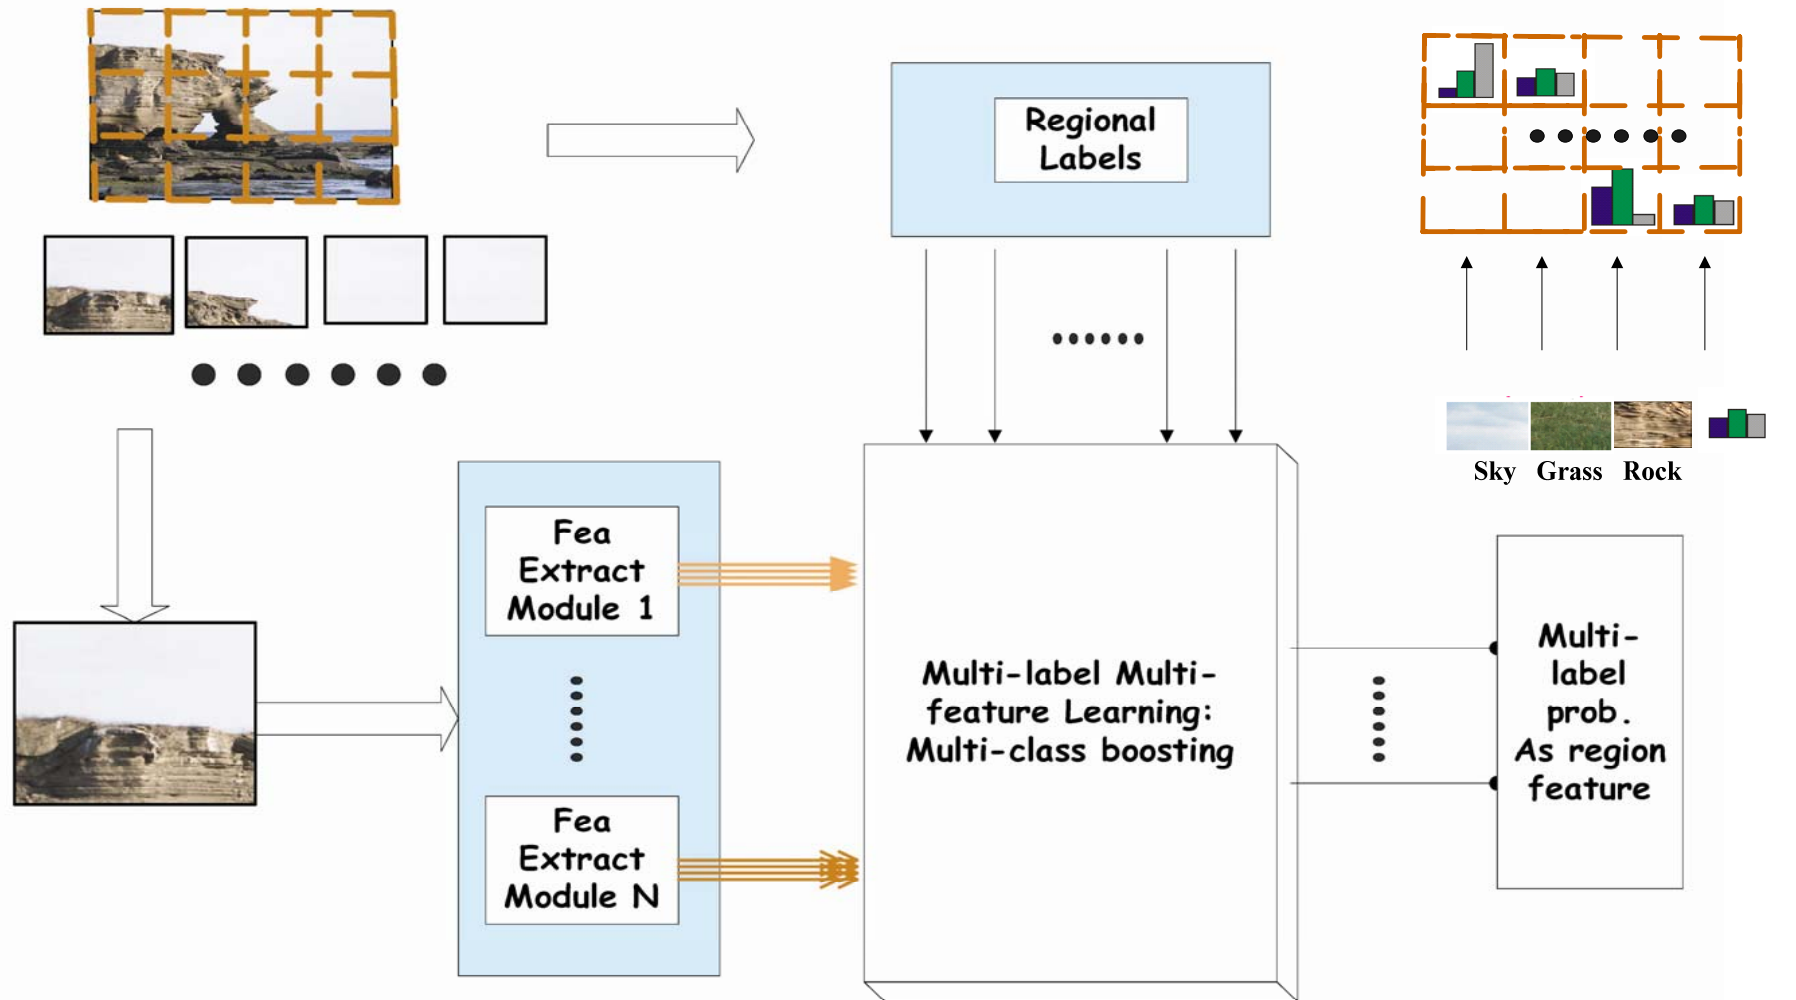 Regional
Labels
Sky Grass Rock
Fea
Extract
Module 1
Fea
Extract
Module N
Multi-label Multi-
feature Learning:
Multi-class boosting
Multi-
label
prob.
As region
feature